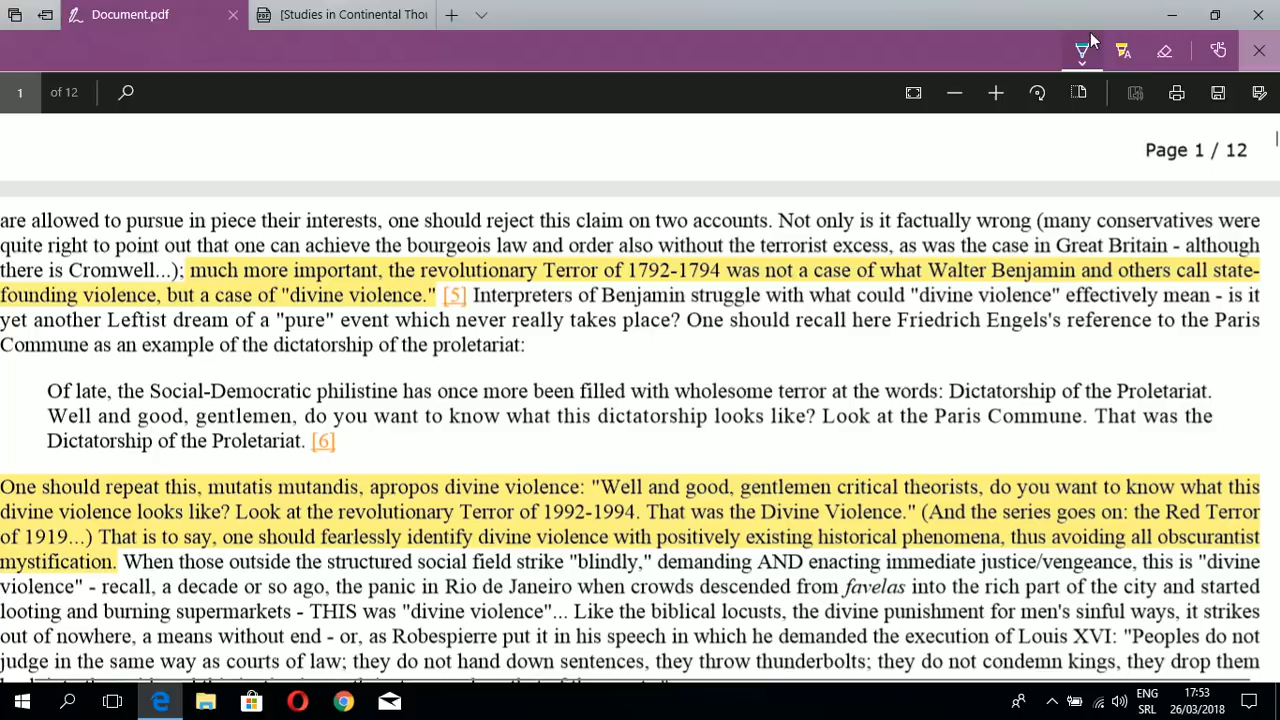 Document.pdf
[Studies in Continental Thou
1 of 12
Page 1 / 12
are allowed to pursue in piece their interests, one should reject this claim on two accounts. Not only is it factually wrong (many conservatives were
quite right to point out that one can achieve the bourgeois law and order also without the terrorist excess, as was the case in Great Britain - although
there is Cromwell...); much more important, the revolutionary Terror of 1792-1794 was not a case of what Walter Benjamin and others call state-
founding violence, but a case of "divine violence." [5] Interpreters of Benjamin struggle with what could "divine violence" effectively mean - is it
yet another Leftist dream of a "pure" event which never really takes place? One should recall here Friedrich Engels's reference to the Paris
Commune as an example of the dictatorship of the proletariat:
Of late, the Social-Democratic philistine has once more been filled with wholesome terror at the words: Dictatorship of the Proletariat.
Well and good, gentlemen, do you want to know what this dictatorship looks like? Look at the Paris Commune. That was the
Dictatorship of the Proletariat. [6]
One should repeat this, mutatis mutandis, apropos divine violence: "Well and good, gentlemen critical theorists, do you want to know what this
divine violence looks like? Look at the revolutionary Terror of 1992-1994. That was the Divine Violence." (And the series goes on: the Red Terror
of 1919...) That is to say, one should fearlessly identify divine violence with positively existing historical phenomena, thus avoiding all obscurantist
mystification. When those outside the structured social field strike "blindly," demanding AND enacting immediate justice/vengeance, this is "divine
violence" - recall, a decade or so ago, the panic in Rio de Janeiro when crowds descended from favelas into the rich part of the city and started
looting and burning supermarkets - THIS was "divine violence"... Like the biblical locusts, the divine punishment for men's sinful ways, it strikes
out of nowhere, a means without end - or, as Robespierre put it in his speech in which he demanded the execution of Louis XVI: "Peoples do not
judge in the same way as courts of law; they do not hand down sentences, they throw thunderbolts; they do not condemn kings, they drop them
ENG
SRL
17:53
26/03/2018